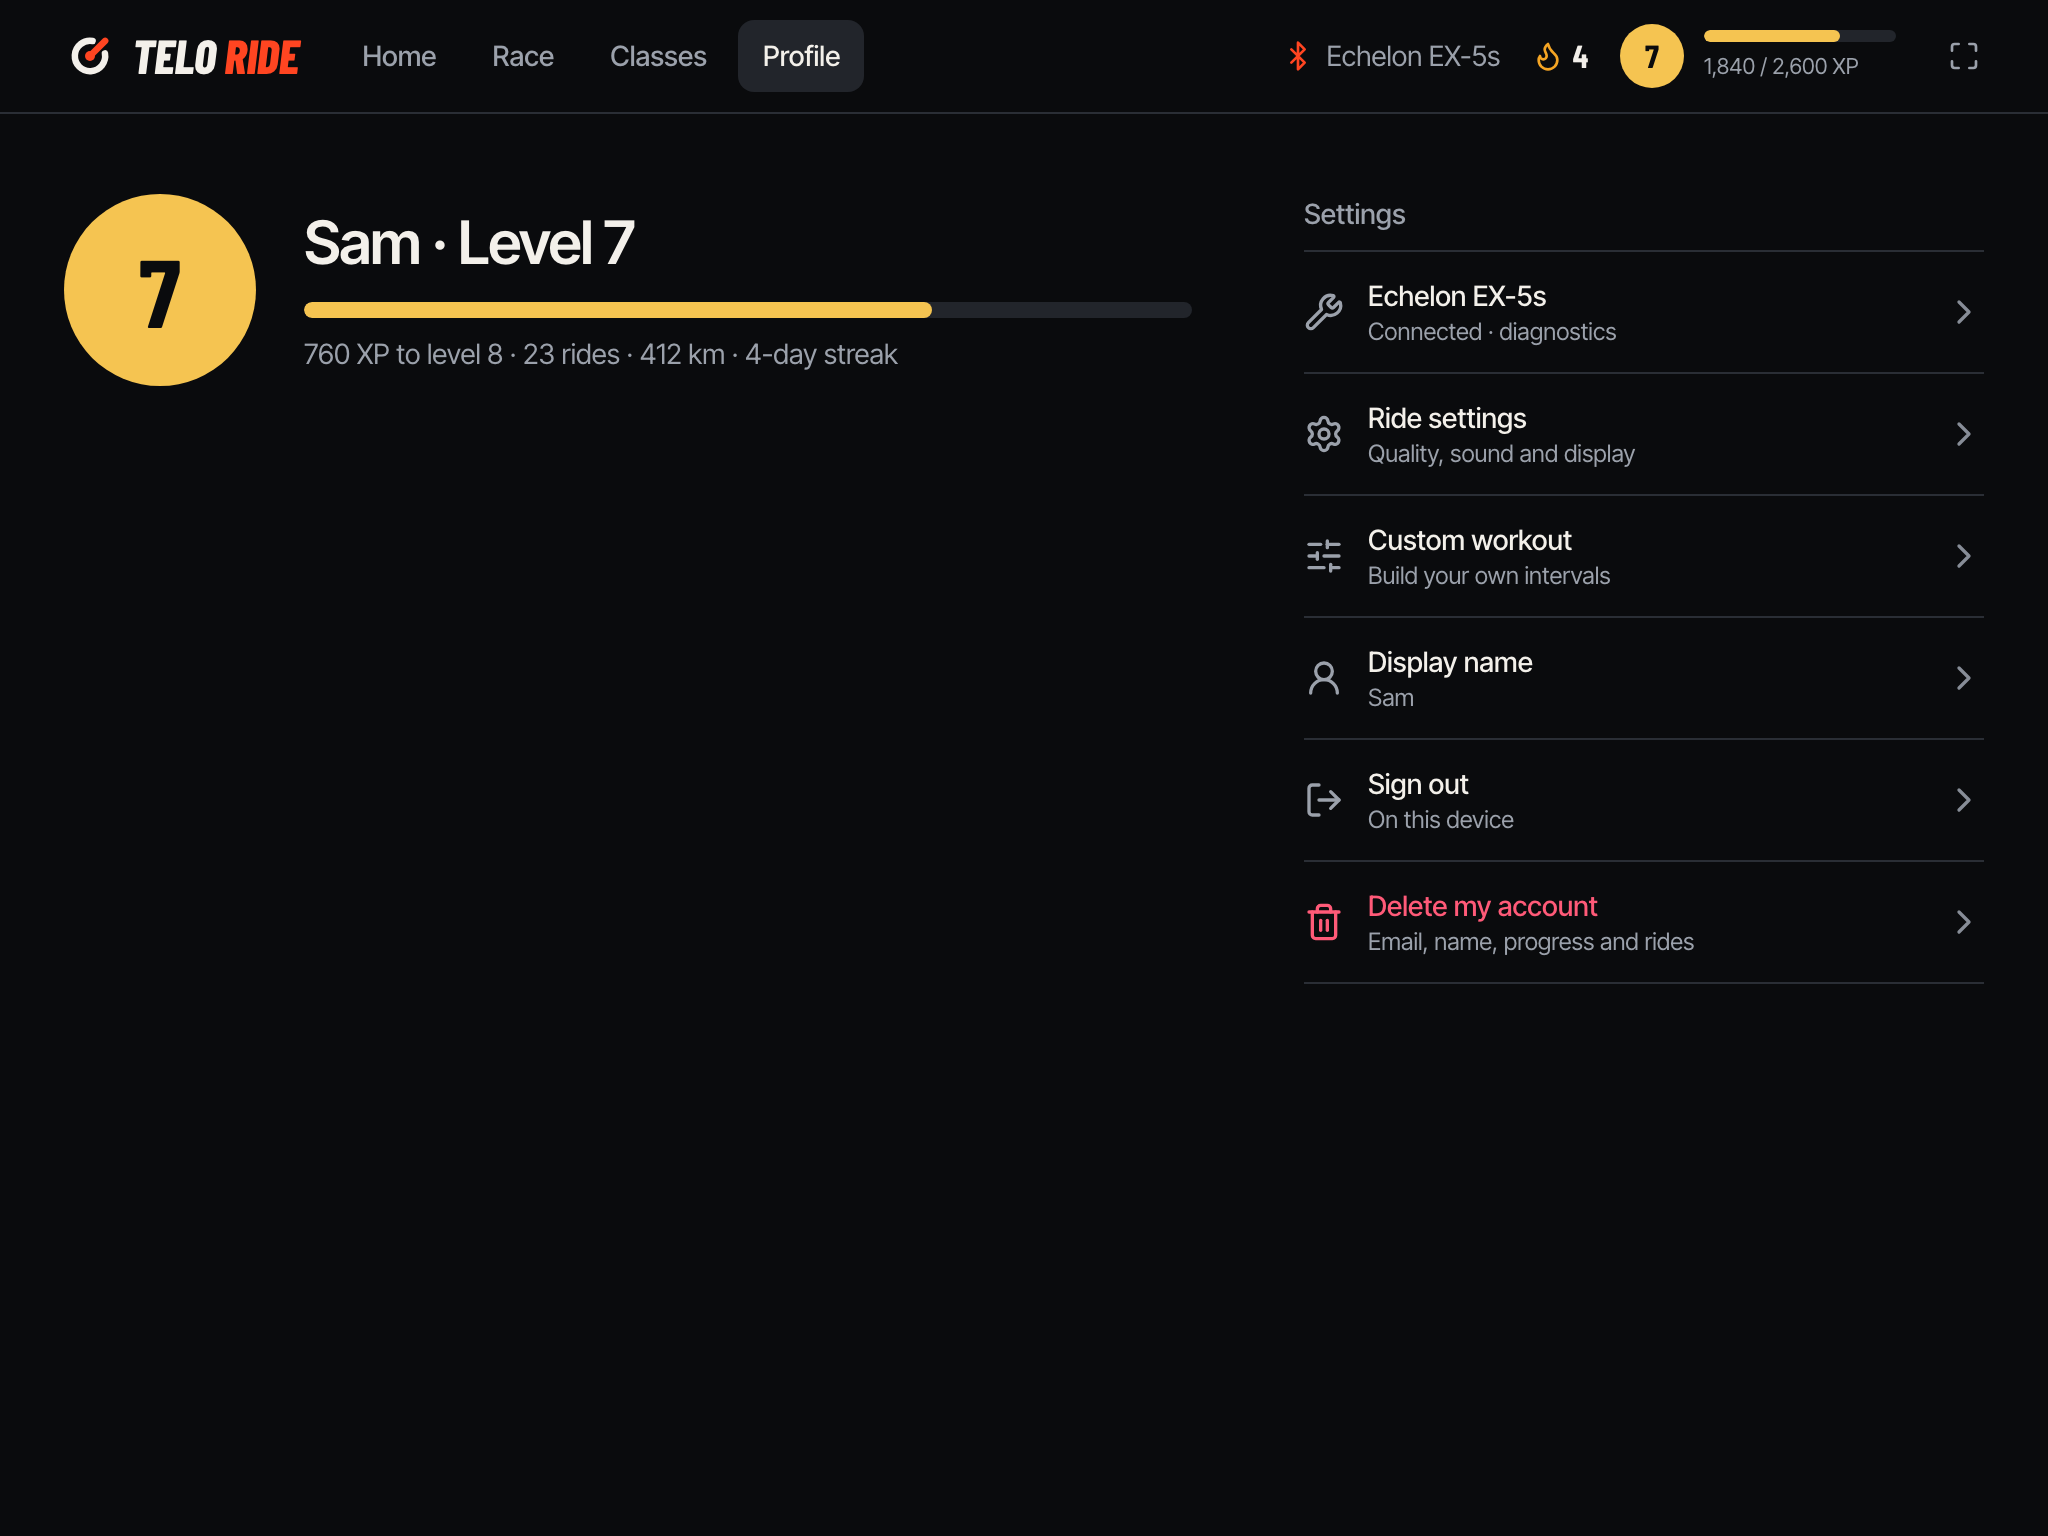 TELO RIDE
Home
Race
Classes
Profile
Echelon EX-5s
4
7
1,840 / 2,600 XP
7
Sam · Level 7
760 XP to level 8 · 23 rides · 412 km · 4-day streak
Settings
Echelon EX-5s
Connected · diagnostics
Ride settings
Quality, sound and display
Custom workout
Build your own intervals
Display name
Sam
Sign out
On this device
Delete my account
Email, name, progress and rides